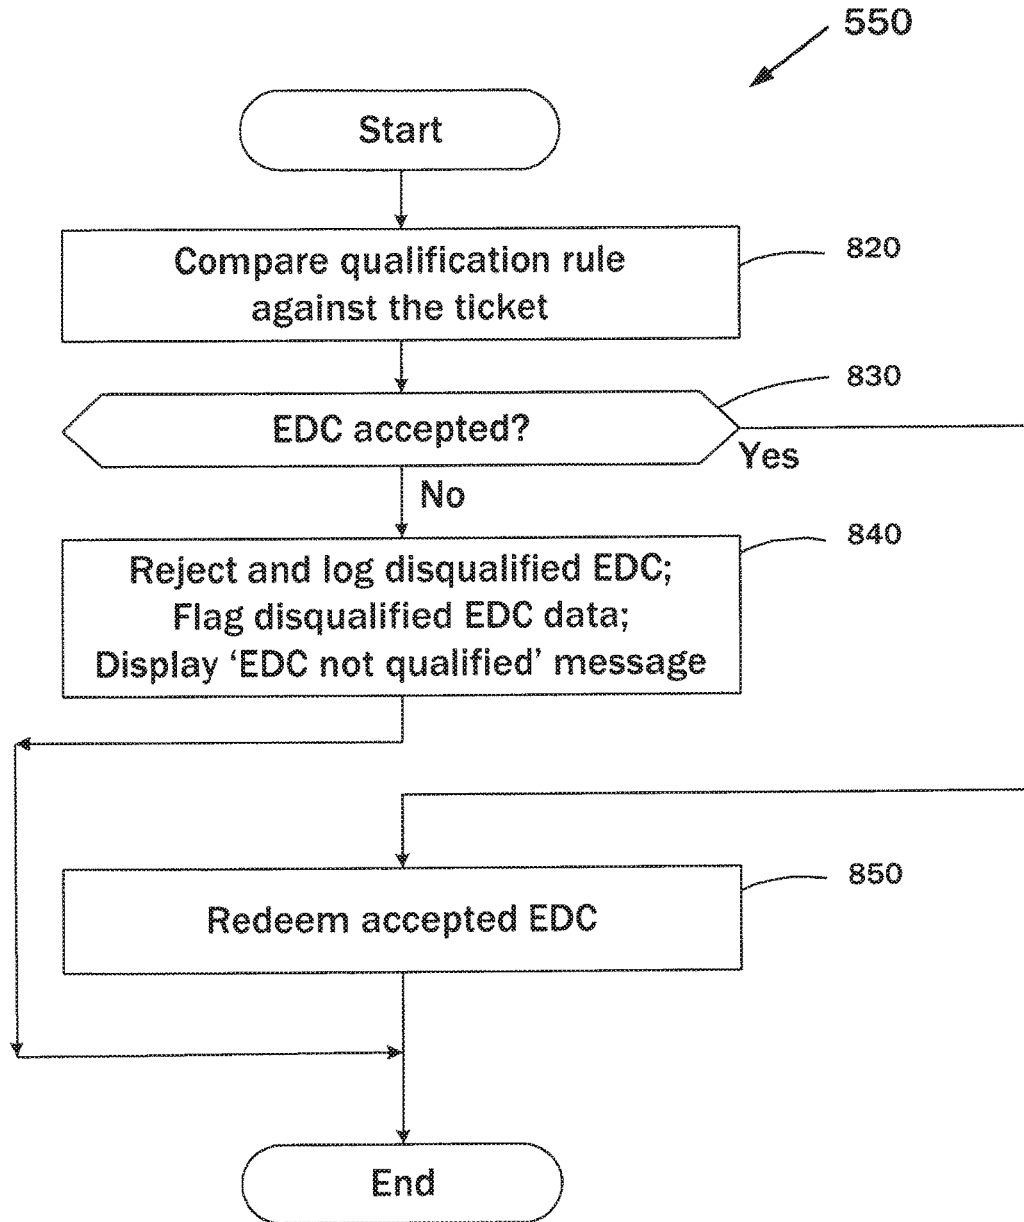 550
Start
Compare qualification rule
against the ticket
820
830
EDC accepted?
Yes
No
840
Reject and log disqualified EDC;
Flag disqualified EDC data;
Display ‘EDC not qualified’ message
850
Redeem accepted EDC
End